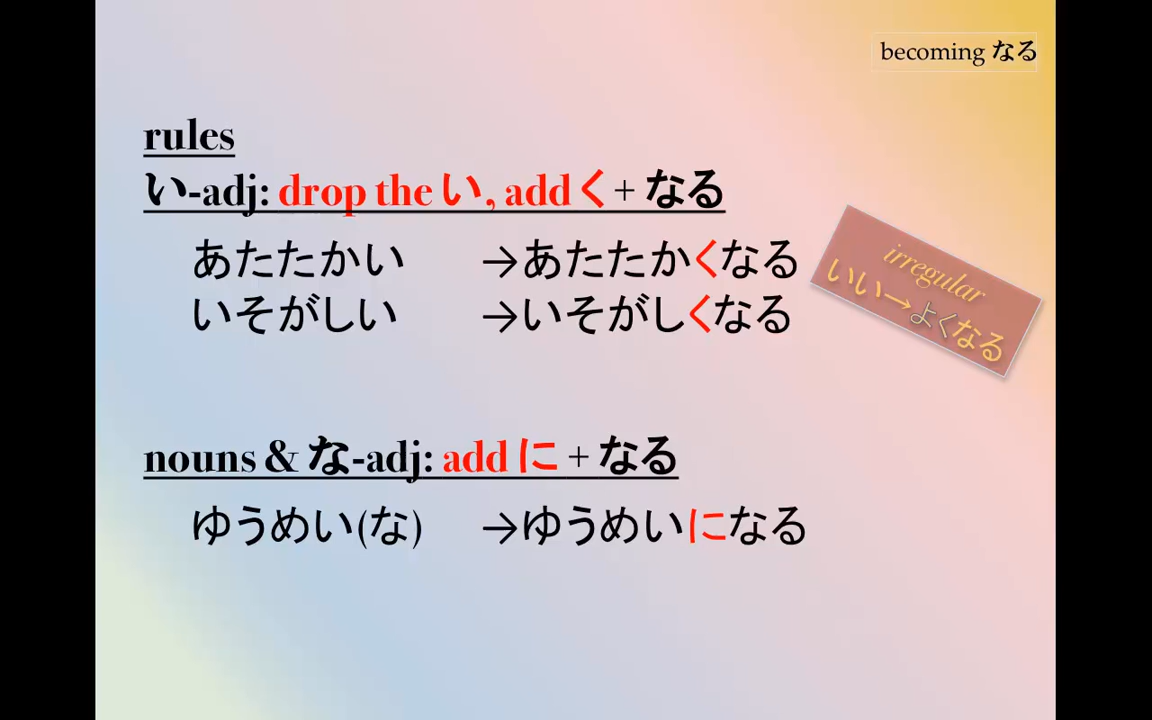 becoming なる
rules
い-adj: drop the い, add く + なる
あたたかい →あたたかくなる
いそがしい →いそがしくなる
irregular
いい→よくなる
nouns & な-adj: add に + なる
ゆうめい(な) →ゆうめいになる